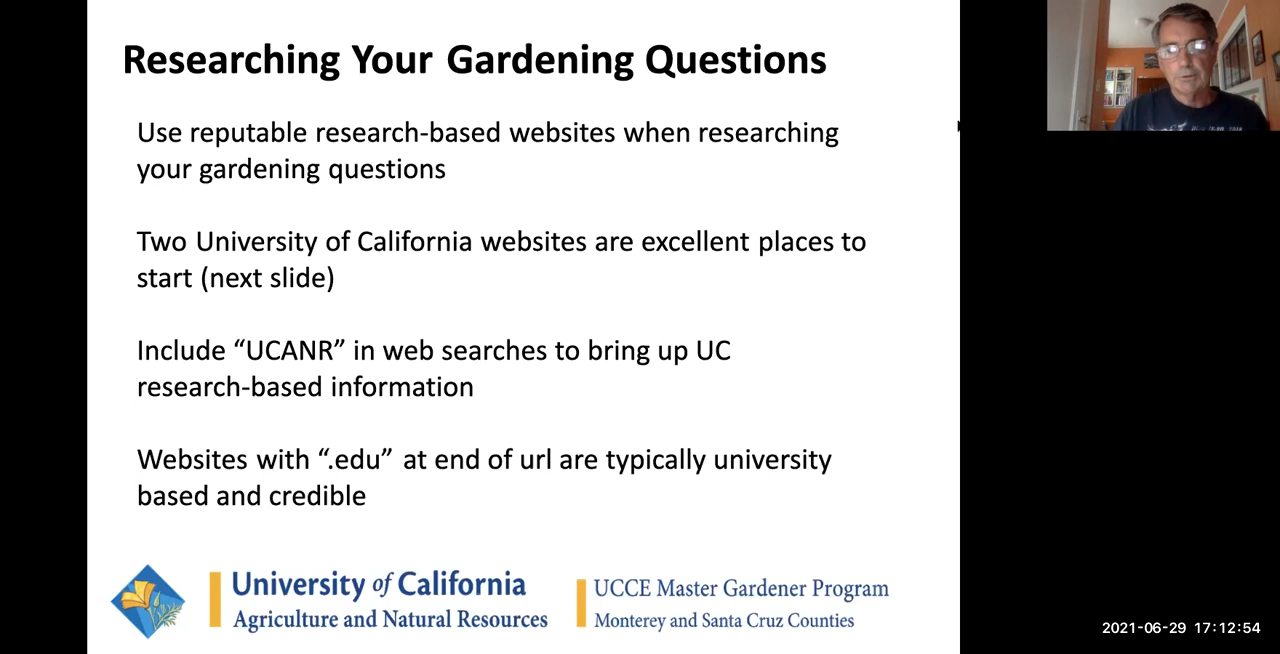 Researching Your Gardening Questions
Use reputable research-based websites when researching
your gardening questions
Two University of California websites are excellent places to
start (next slide)
Include “UCANR” in web searches to bring up UC
research-based information
Websites with “.edu” at end of url are typically university
based and credible
University of California
Agriculture and Natural Resources
UCCE Master Gardener Program
Monterey and Santa Cruz Counties
2021-06-29 17:12:54